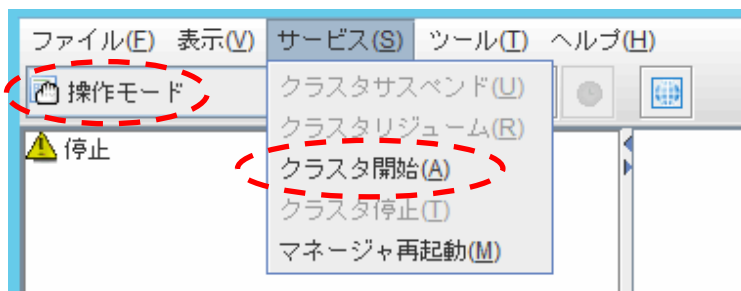 ファイル(F) 表示(V) サービス(S) ツール(T) ヘルプ(H)
操作モード
クラスタサスペンド(U)
クラスタリジューム(R)
停止
クラスタ開始(A)
クラスタ停止(T)
マネージャ再起動(M)